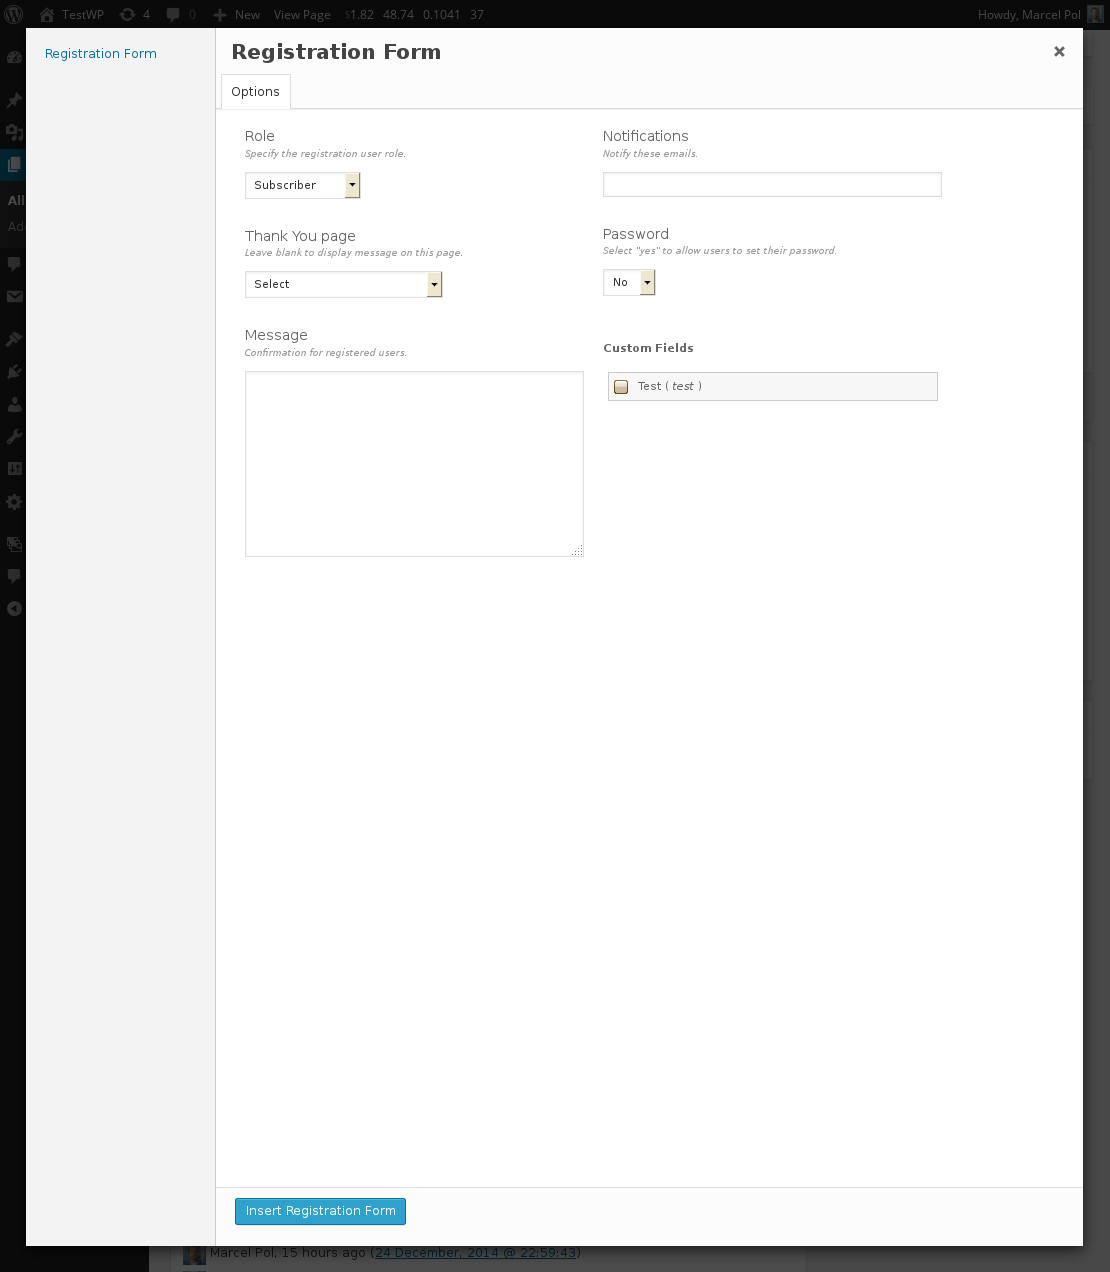 TestWP 4 0 New View Page $1.82 48.74 0.1041 37 Howdy, Marcel Pol
Registration Form
Registration Form
Options
Role
Specify the registration user role.
Subscriber
Notifications
Notify these emails.
Thank You page
Leave blank to display message on this page.
Select
Password
Select "yes" to allow users to set their password.
No
Message
Confirmation for registered users.
Custom Fields
Test ( test )
All
Add
Insert Registration Form
Marcel Pol, 15 hours ago (24 December, 2014 @ 22:59:43)